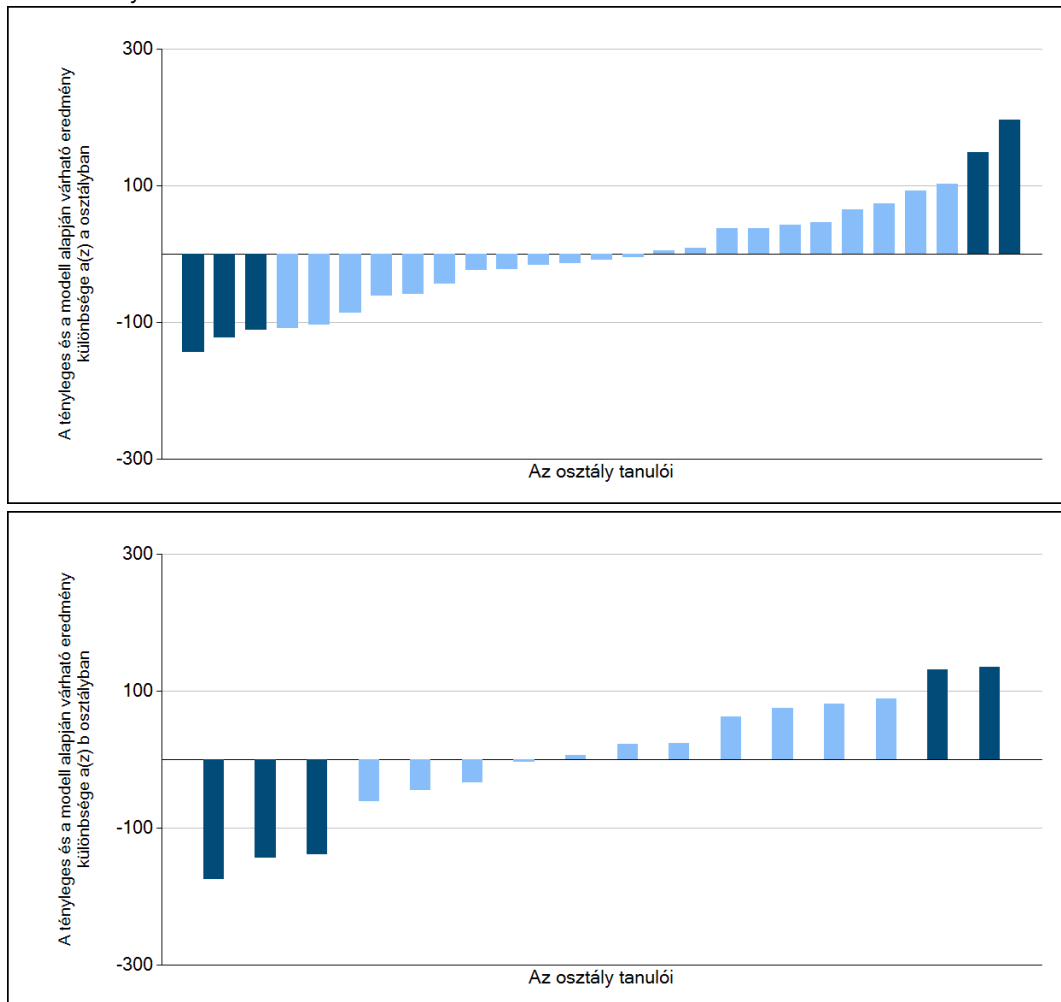 300
100
-100
-300
A tényleges és a modell alapján várható eredmény
különbsége a(z) a osztályban
Az osztály tanulói
300
100
-100
-300
A tényleges és a modell alapján várható eredmény
különbsége a(z) b osztályban
Az osztály tanulói